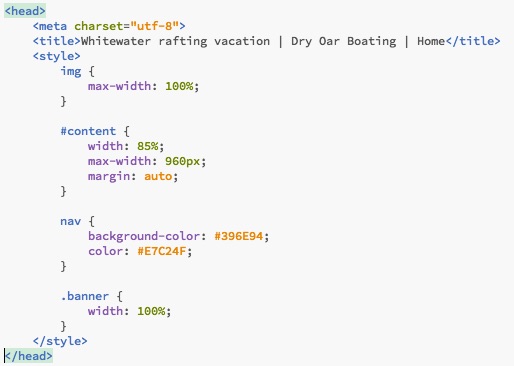 <head>
    <meta charset="utf-8">
    <title>Whitewater rafting vacation | Dry Oar Boating | Home</title>
    <style>
        img {
            max-width: 100%;
        }

        #content {
            width: 85%;
            max-width: 960px;
            margin: auto;
        }

        nav {
            background-color: #396E94;
            color: #E7C24F;
        }

        .banner {
            width: 100%;
        }
    </style>
</head>